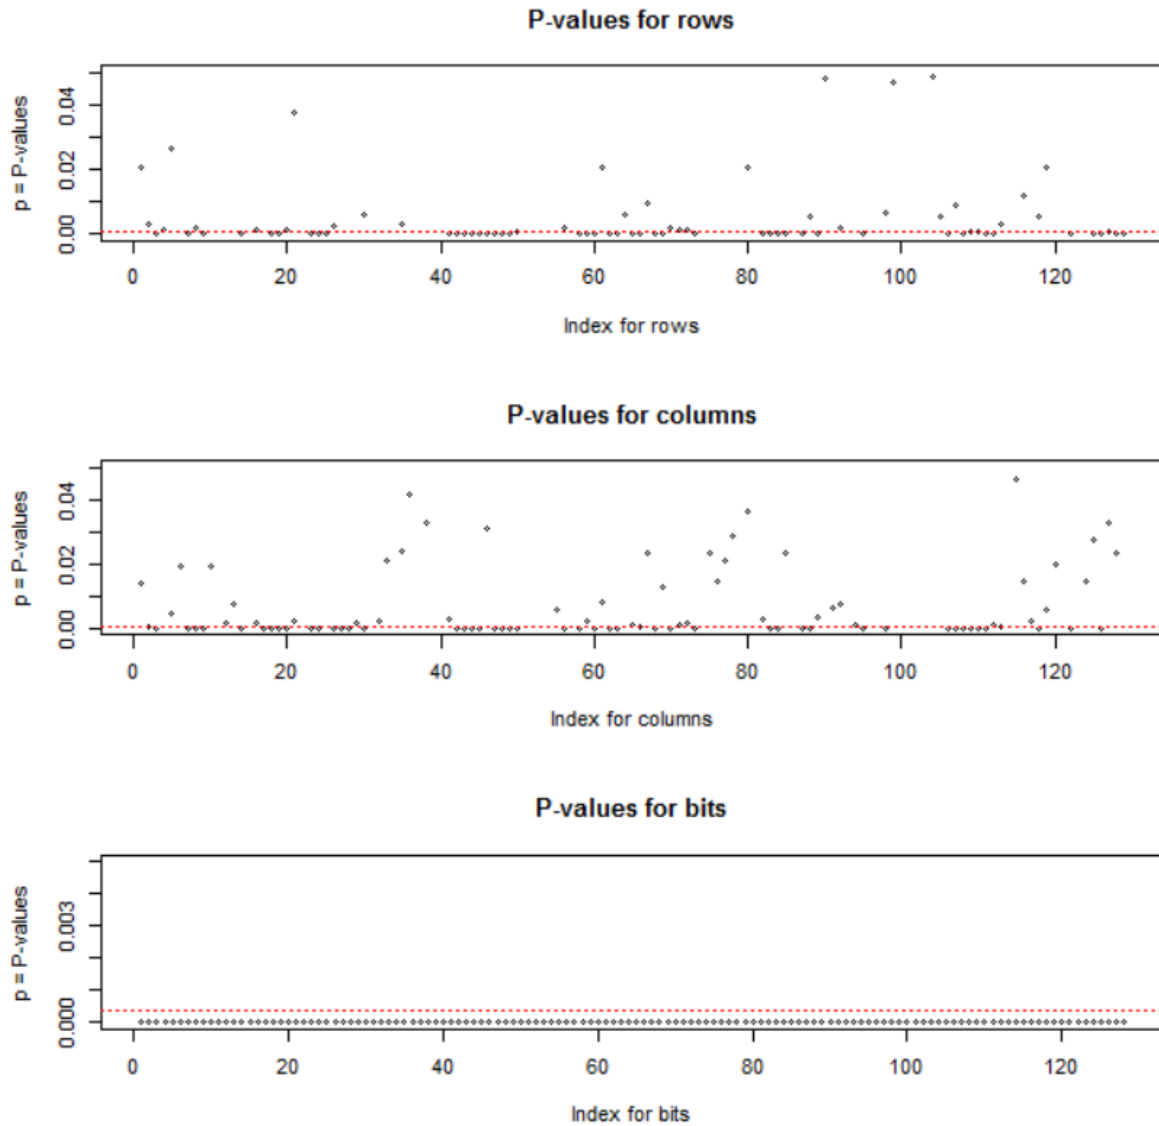 P-values for rows
p = P-values
0.04
0.02
0.00
0 20 40 60 80 100 120
Index for rows
P-values for columns
p = P-values
0.04
0.02
0.00
0 20 40 60 80 100 120
Index for columns
P-values for bits
p = P-values
0.003
0.000
0 20 40 60 80 100 120
Index for bits